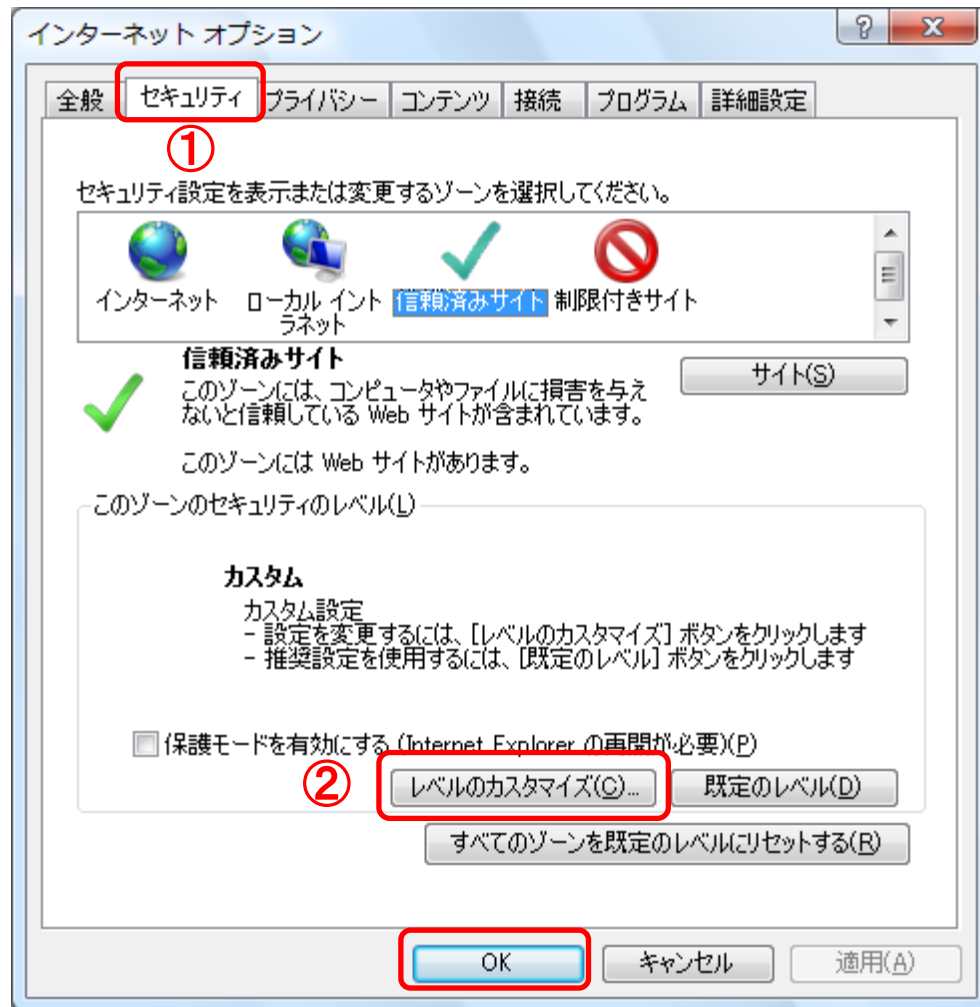 インターネット オプション
全般 セキュリティ プライバシー コンテンツ 接続 プログラム 詳細設定
①
セキュリティ設定を表示または変更するゾーンを選択してください。
インターネット
ローカル イント
ラネット
信頼済みサイト
制限付きサイト
信頼済みサイト
サイト(S)
このゾーンには、コンピュータやファイルに損害を与え
ないと信頼している Web サイトが含まれています。
このゾーンには Web サイトがあります。
このゾーンのセキュリティのレベル(L)
カスタム
カスタム設定
- 設定を変更するには、[レベルのカスタマイズ] ボタンをクリックします
- 推奨設定を使用するには、[既定のレベル] ボタンをクリックします
保護モードを有効にする (Internet Explorer の再開が必要)(P)
②
レベルのカスタマイズ(C)... 既定のレベル(D)
すべてのゾーンを既定のレベルにリセットする(R)
OK キャンセル 適用(A)